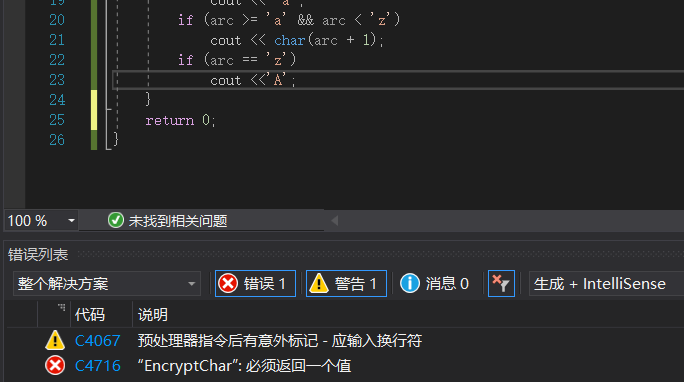 19 cout << 'a';
20 if (arc >= 'a' && arc < 'z')
21 cout << char(arc + 1);
22 if (arc == 'z')
23 cout <<'A';
24 }
25 return 0;
26 }
100 % 未找到相关问题
错误列表
整个解决方案 错误 1 警告 1 消息 0 生成 + IntelliSense
代码 说明
C4067 预处理器指令后有意外标记 - 应输入换行符
C4716 “EncryptChar”: 必须返回一个值